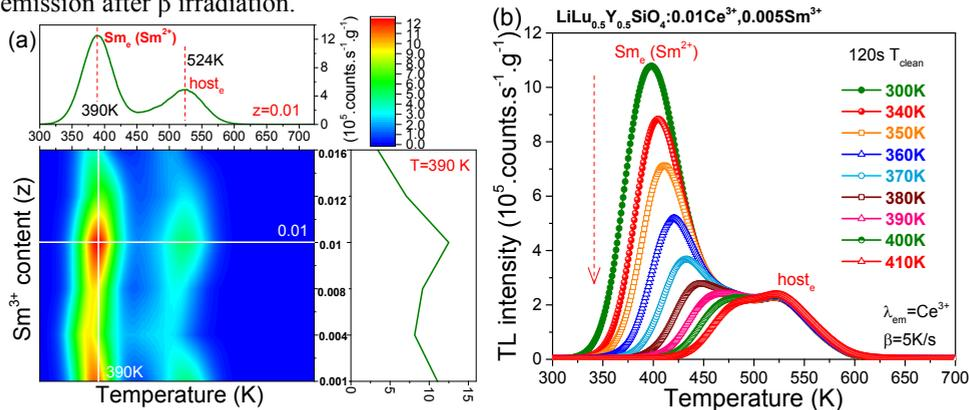 emission after β irradiation.
(a)
Sme (Sm²⁺)
524K
hoste
390K
z=0.01
12
8
4
0
300 350 400 450 500 550 600 650 700
12
11
10
9.0
8.0
7.0
6.0
5.0
4.0
3.0
2.0
1.0
0.0
(10⁵.counts.s⁻¹.g⁻¹)
Sm³⁺ content (z)
0.01
390K
Temperature (K)
0.016
0.012
0.01
0.008
0.004
0.001
T=390 K
0 5 10 15
(b)
LiLu0.5Y0.5SiO4:0.01Ce³⁺,0.005Sm³⁺
TL intensity (10⁵.counts.s⁻¹.g⁻¹)
12
10
8
6
4
2
0
Sme (Sm²⁺)
120s Tclean
300K
340K
350K
360K
370K
380K
390K
400K
410K
hoste
λem=Ce³⁺
β=5K/s
300 350 400 450 500 550 600 650 700
Temperature (K)